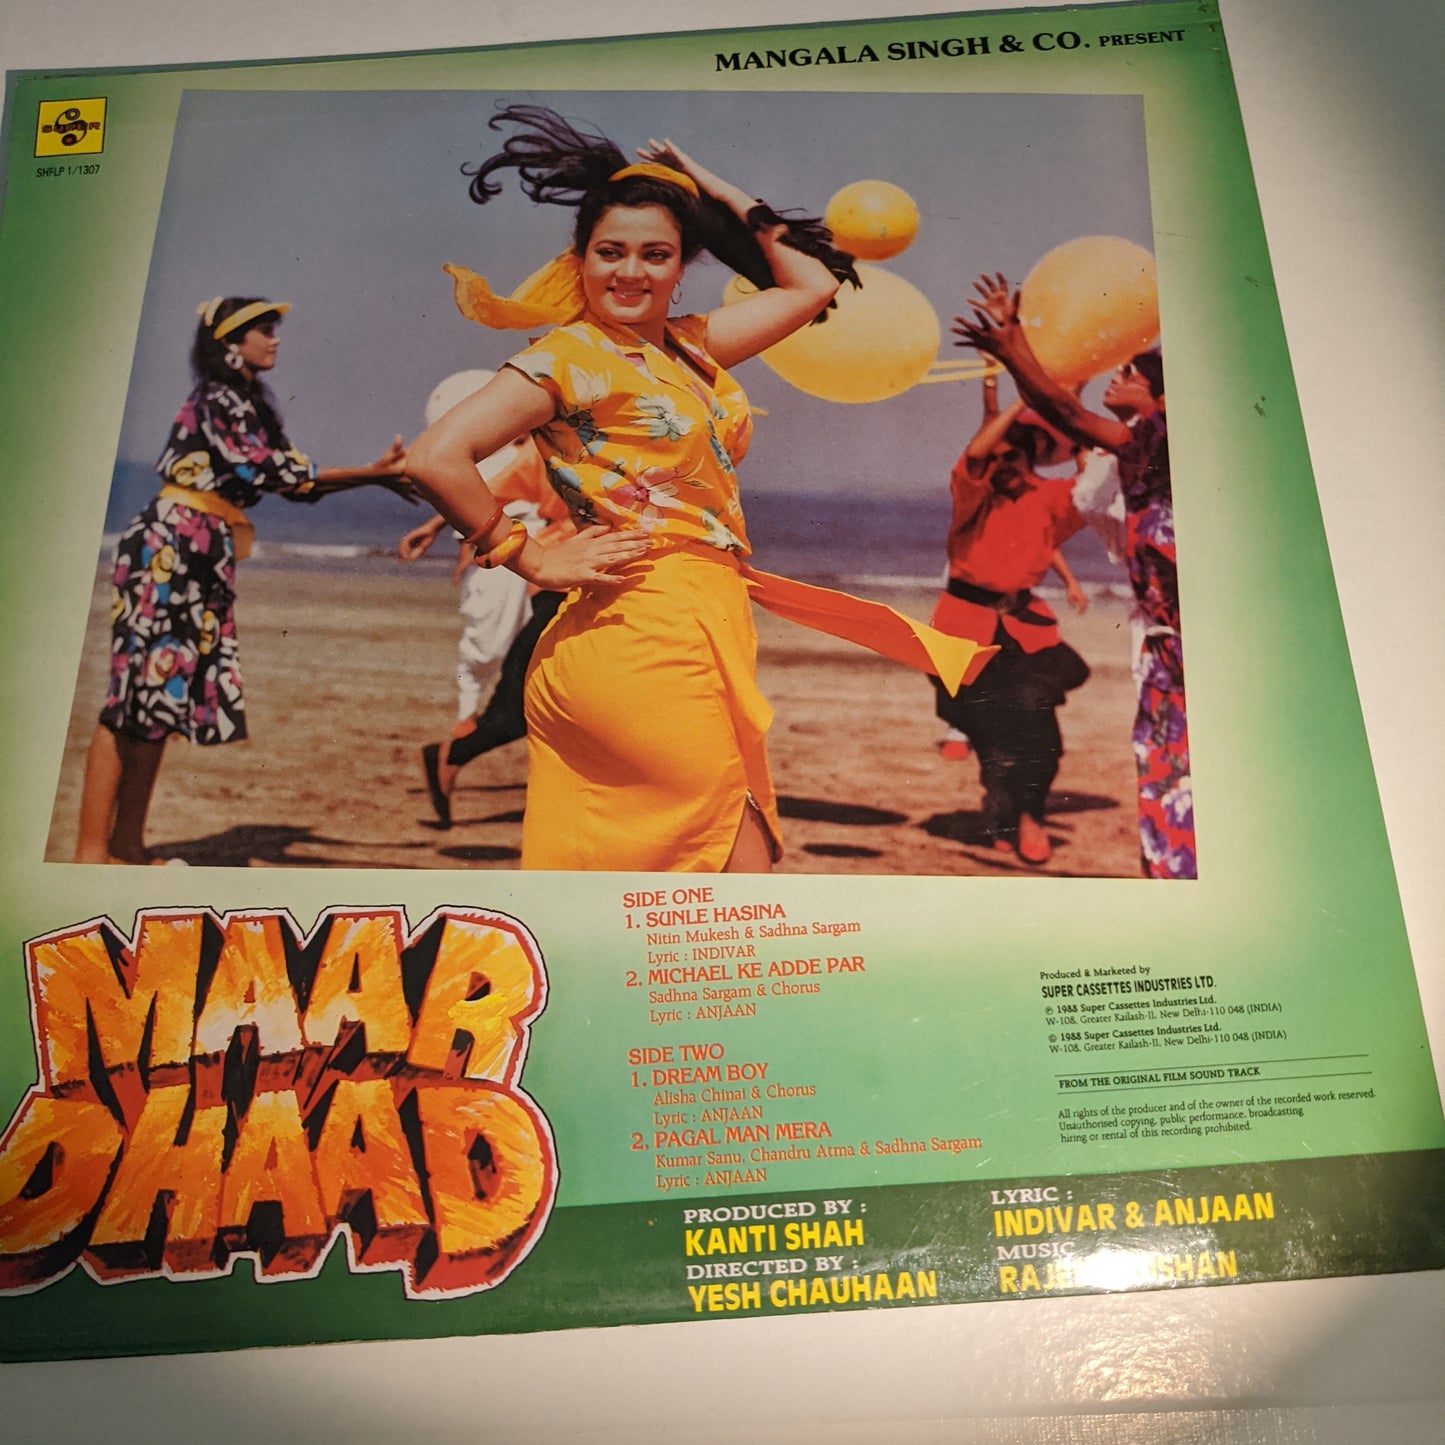 MANGALA SINGH & CO. PRESENT
SUPER
SHFLP 1/1307
MAAR
DHAAD
SIDE ONE
1. SUNLE HASINA
Nitin Mukesh & Sadhna Sargam
Lyric : INDIVAR
2. MICHAEL KE ADDE PAR
Sadhna Sargam & Chorus
Lyric : ANJAAN
SIDE TWO
1. DREAM BOY
Alisha Chinai & Chorus
Lyric : ANJAAN
2. PAGAL MAN MERA
Kumar Sanu, Chandru Atma & Sadhna Sargam
Lyric : ANJAAN
Produced & Marketed by
SUPER CASSETTES INDUSTRIES LTD.
℗ 1988 Super Cassettes Industries Ltd.
W-108, Greater Kailash-II, New Delhi-110 048 (INDIA)
© 1988 Super Cassettes Industries Ltd.
W-108, Greater Kailash-II, New Delhi-110 048 (INDIA)
FROM THE ORIGINAL FILM SOUND TRACK
All rights of the producer and of the owner of the recorded work reserved.
Unauthorised copying, public performance, broadcasting
hiring or rental of this recording prohibited.
PRODUCED BY :
KANTI SHAH
DIRECTED BY :
YESH CHAUHAAN
LYRIC :
INDIVAR & ANJAAN
MUSIC